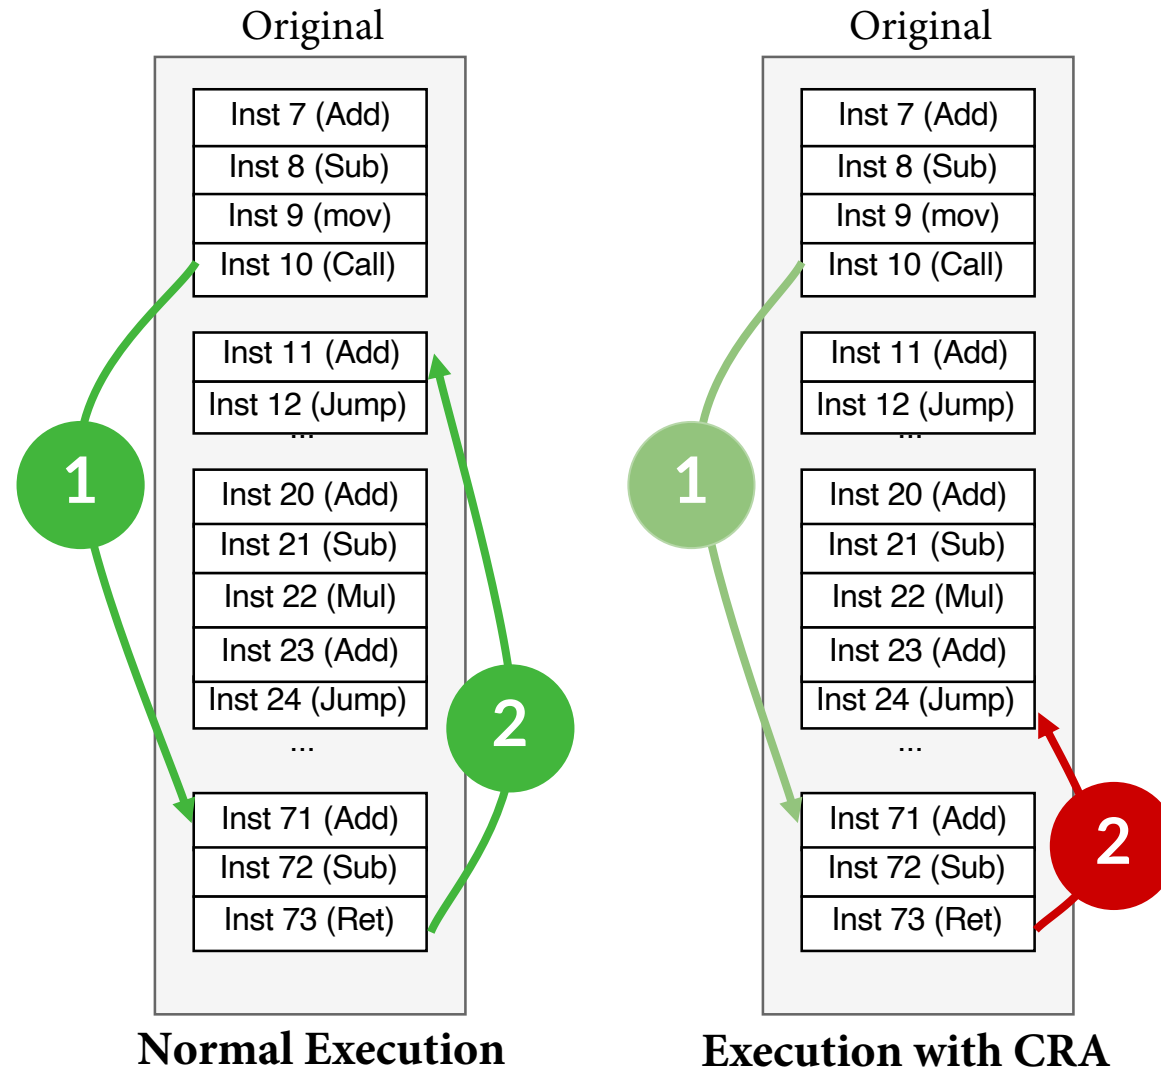 Original
Inst 7 (Add)
Inst 8 (Sub)
Inst 9 (mov)
Inst 10 (Call)
Inst 11 (Add)
Inst 12 (Jump)
...
1
Inst 20 (Add)
Inst 21 (Sub)
Inst 22 (Mul)
Inst 23 (Add)
Inst 24 (Jump)
2
...
Inst 71 (Add)
Inst 72 (Sub)
Inst 73 (Ret)
Normal Execution
Original
Inst 7 (Add)
Inst 8 (Sub)
Inst 9 (mov)
Inst 10 (Call)
Inst 11 (Add)
Inst 12 (Jump)
...
1
Inst 20 (Add)
Inst 21 (Sub)
Inst 22 (Mul)
Inst 23 (Add)
Inst 24 (Jump)
...
Inst 71 (Add)
2
Inst 72 (Sub)
Inst 73 (Ret)
Execution with CRA